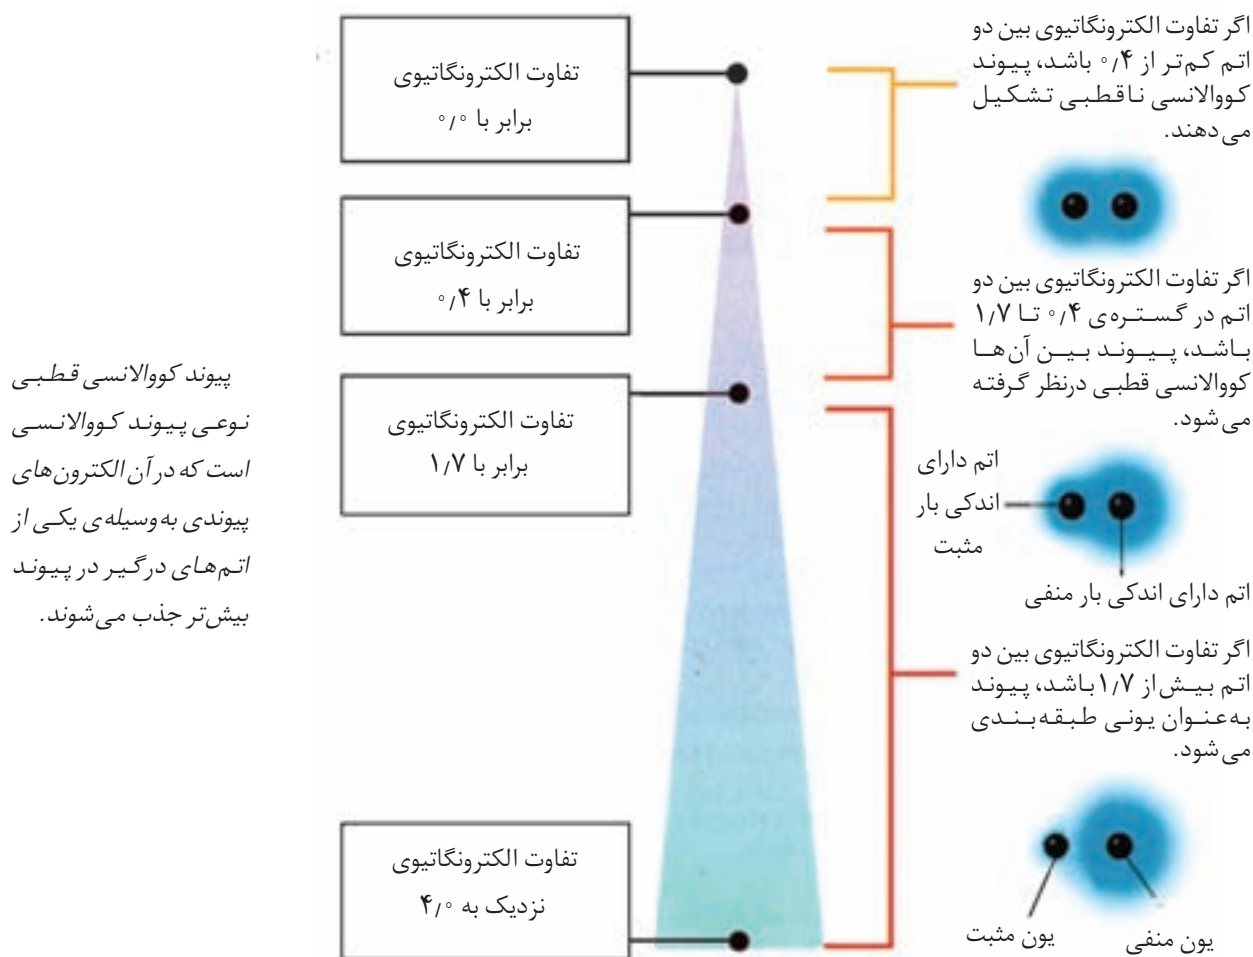 اگر تفاوت الکترونگاتیوی بین دو
اتم کم‌تر از ۰/۴ باشد، پیوند
کووالانسی ناقطبی تشکیل
می‌دهند.
تفاوت الکترونگاتیوی
برابر با ۰/۰
تفاوت الکترونگاتیوی
برابر با ۰/۴
اگر تفاوت الکترونگاتیوی بین دو
اتم در گستره‌ی ۰/۴ تا ۱/۷
باشد، پیوند بین آن‌ها
کووالانسی قطبی درنظر گرفته
می‌شود.
تفاوت الکترونگاتیوی
برابر با ۱/۷
پیوند کووالانسی قطبی
نوعی پیوند کووالانسی
است که در آن الکترون‌های
پیوندی به‌وسیله‌ی یکی از
اتم‌های درگیر در پیوند
بیش‌تر جذب می‌شوند.
اتم دارای
اندکی بار
مثبت
اتم دارای اندکی بار منفی
اگر تفاوت الکترونگاتیوی بین دو
اتم بیش از ۱/۷ باشد، پیوند
به‌عنوان یونی طبقه‌بندی
می‌شود.
تفاوت الکترونگاتیوی
نزدیک به ۴/۰
یون منفی
یون مثبت